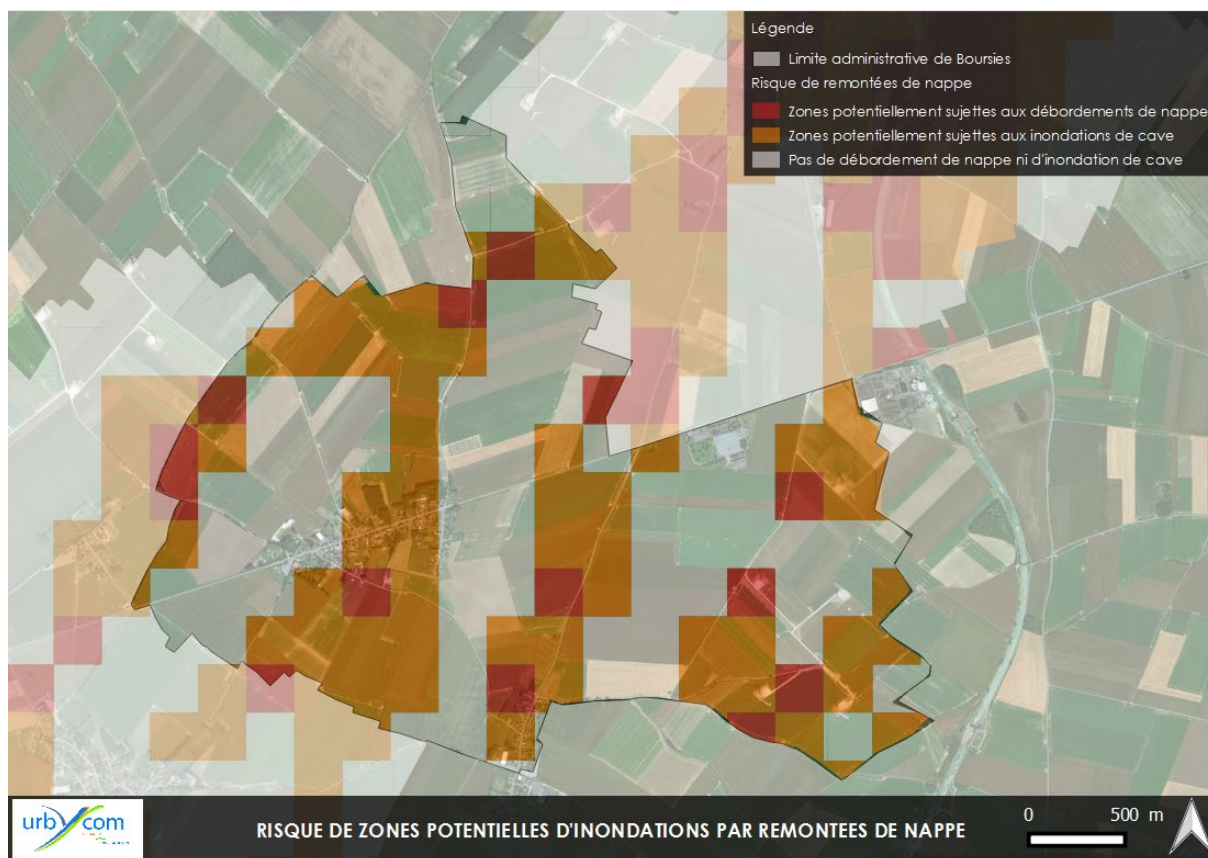 Légende
Limite administrative de Boursies
Risque de remontées de nappe
Zones potentiellement sujettes aux débordements de nappe
Zones potentiellement sujettes aux inondations de cave
Pas de débordement de nappe ni d'inondation de cave
urbycom
RISQUE DE ZONES POTENTIELLES D'INONDATIONS PAR REMONTEES DE NAPPE
0 500 m